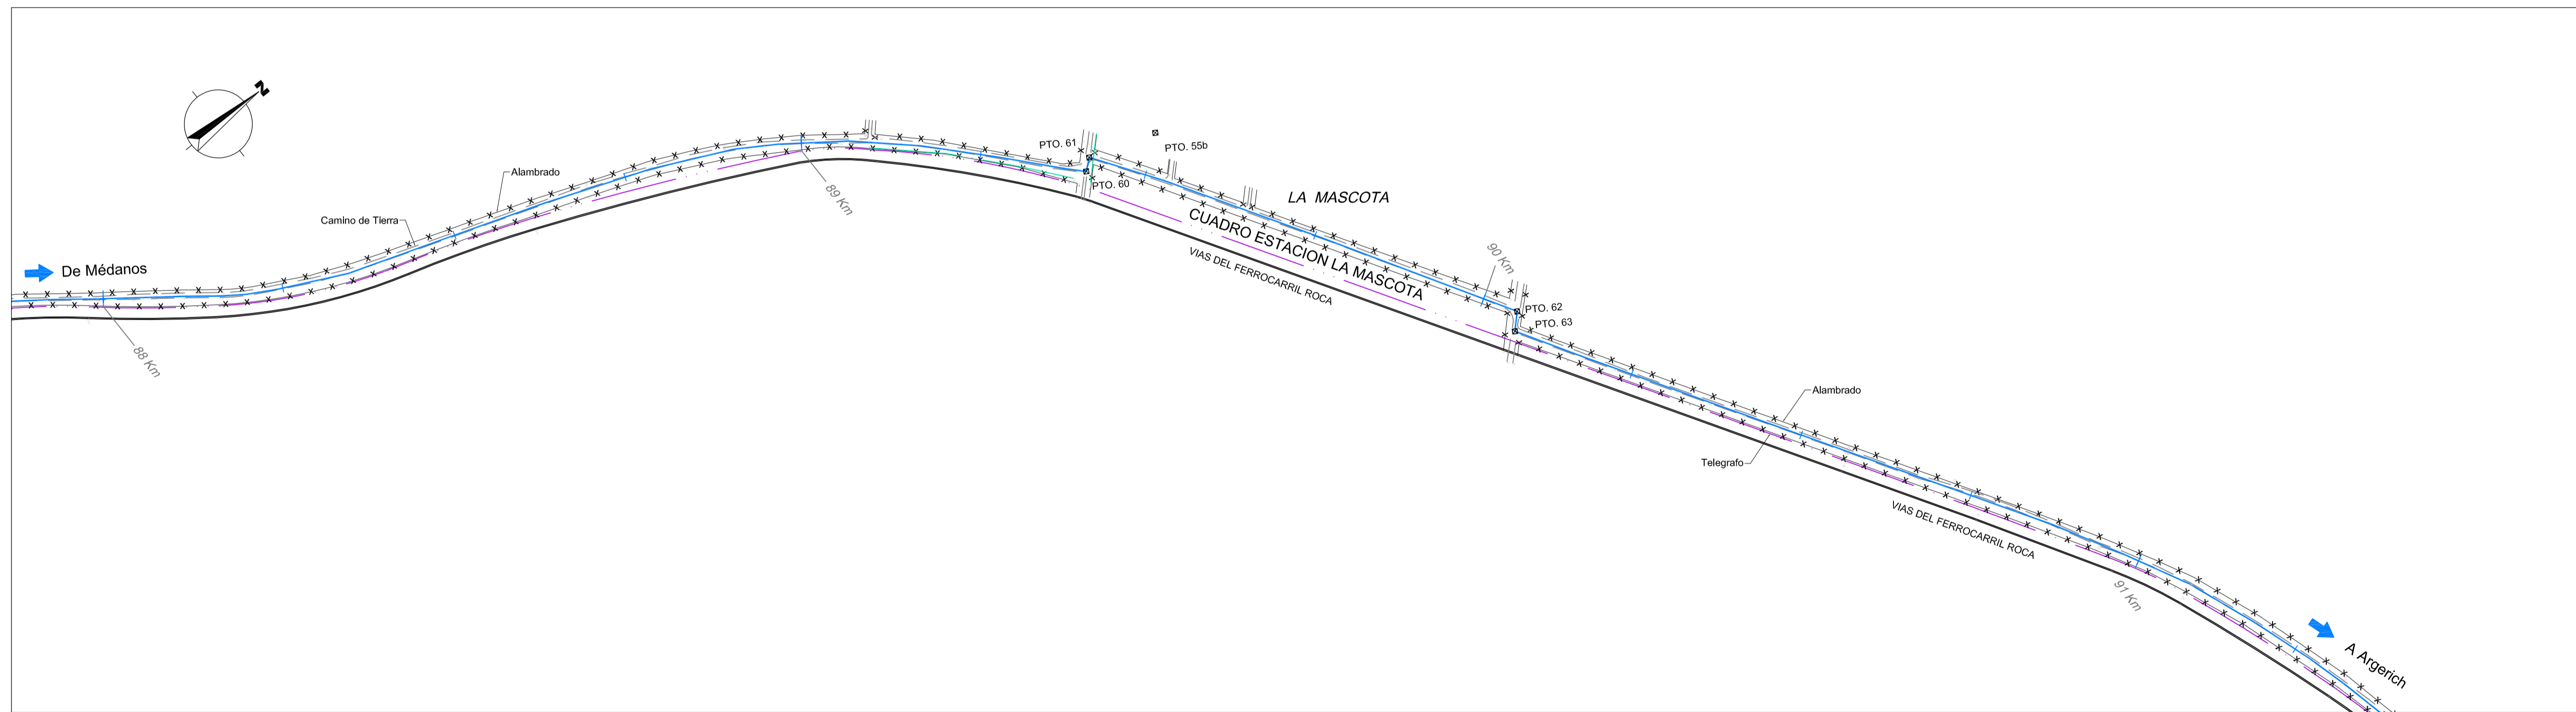 N
De Médanos
88 Km
Camino de Tierra
Alambrado
89 Km
PTO. 61
PTO. 60
PTO. 55b
LA MASCOTA
CUADRO ESTACION LA MASCOTA
VIAS DEL FERROCARRIL ROCA
90 Km
PTO. 62
PTO. 63
Alambrado
Telegrafo
VIAS DEL FERROCARRIL ROCA
91 Km
A Argerich